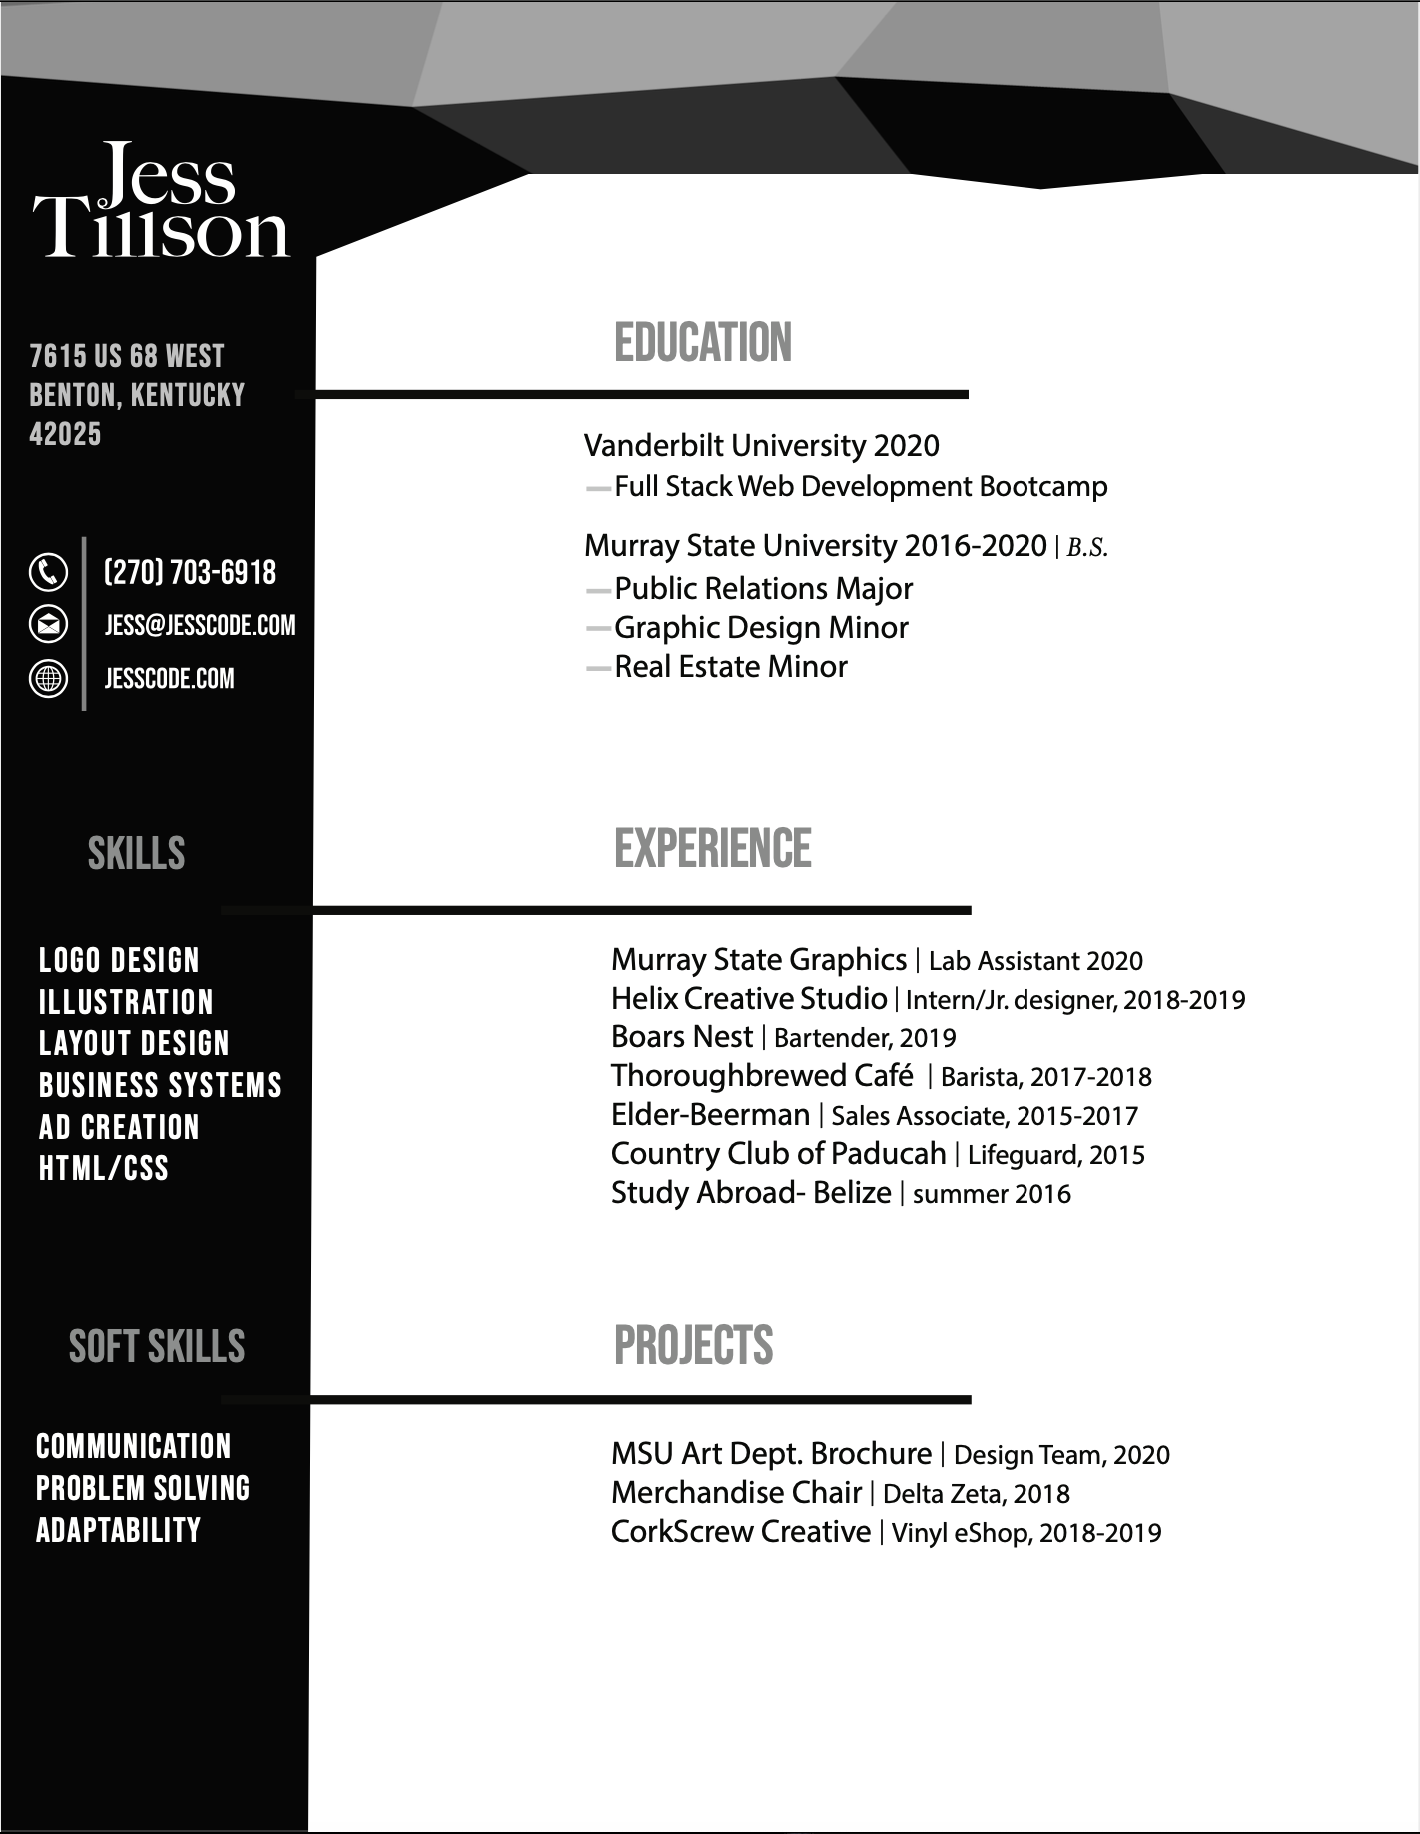 Jess
Tillson
7615 US 68 WEST
BENTON, KENTUCKY
42025
(270) 703-6918
JESS@JESSCODE.COM
JESSCODE.COM
SKILLS
LOGO DESIGN
ILLUSTRATION
LAYOUT DESIGN
BUSINESS SYSTEMS
AD CREATION
HTML/CSS
SOFT SKILLS
COMMUNICATION
PROBLEM SOLVING
ADAPTABILITY
EDUCATION
Vanderbilt University 2020
—Full Stack Web Development Bootcamp
Murray State University 2016-2020 | B.S.
—Public Relations Major
—Graphic Design Minor
—Real Estate Minor
EXPERIENCE
Murray State Graphics | Lab Assistant 2020
Helix Creative Studio | Intern/Jr. designer, 2018-2019
Boars Nest | Bartender, 2019
Thoroughbrewed Café | Barista, 2017-2018
Elder-Beerman | Sales Associate, 2015-2017
Country Club of Paducah | Lifeguard, 2015
Study Abroad- Belize | summer 2016
PROJECTS
MSU Art Dept. Brochure | Design Team, 2020
Merchandise Chair | Delta Zeta, 2018
CorkScrew Creative | Vinyl eShop, 2018-2019